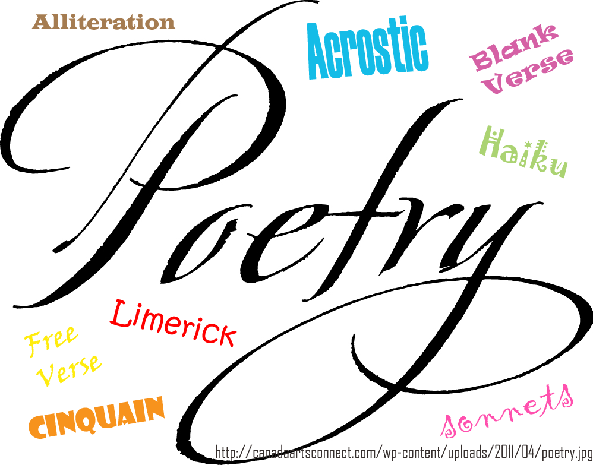 Alliteration
Acrostic
Blank
Verse
Haiku
Poetry
Limerick
Free
Verse
CINQUAIN
sonnets
http://canadaartsconnect.com/wp-content/uploads/2011/04/poetry.jpg